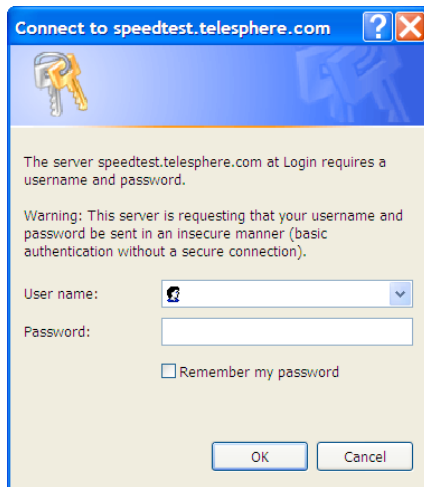 Connect to speedtest.telesphere.com
The server speedtest.telesphere.com at Login requires a
username and password.
Warning: This server is requesting that your username and
password be sent in an insecure manner (basic
authentication without a secure connection).
User name:
Password:
Remember my password
OK Cancel